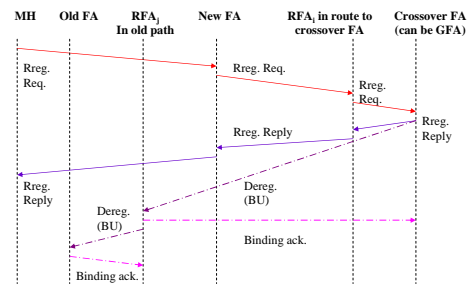 MH Old FA RFAj New FA RFAi in route to Crossover FA
In old path crossover FA (can be GFA)
Rreg.
Req.
Rreg. Req.
Rreg.
Req.
Rreg.
Reply
Rreg. Reply
Rreg.
Reply
Dereg.
(BU)
Dereg.
(BU)
Binding ack.
Binding ack.